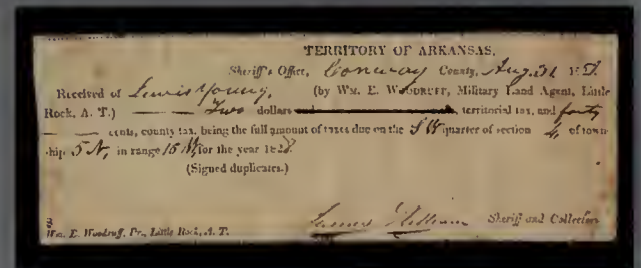 TERRITORY OF ARKANSAS.
Sheriff's Office, Conway County, Aug. 31
Received of Lewis Young, (by WM. E. WOODRUFF, Military Land Agent, Little
Rock, A. T.) Two dollars territorial tax, and forty
cents, county tax, being the full amount of taxes due on the S W quarter of section 4, of town-
ship 5 N, in range 16 W, for the year 1828.
(Signed duplicates.)
James Sheriff and Collector.
Wm. E. Woodruff, Pr., Little Rock, A. T.